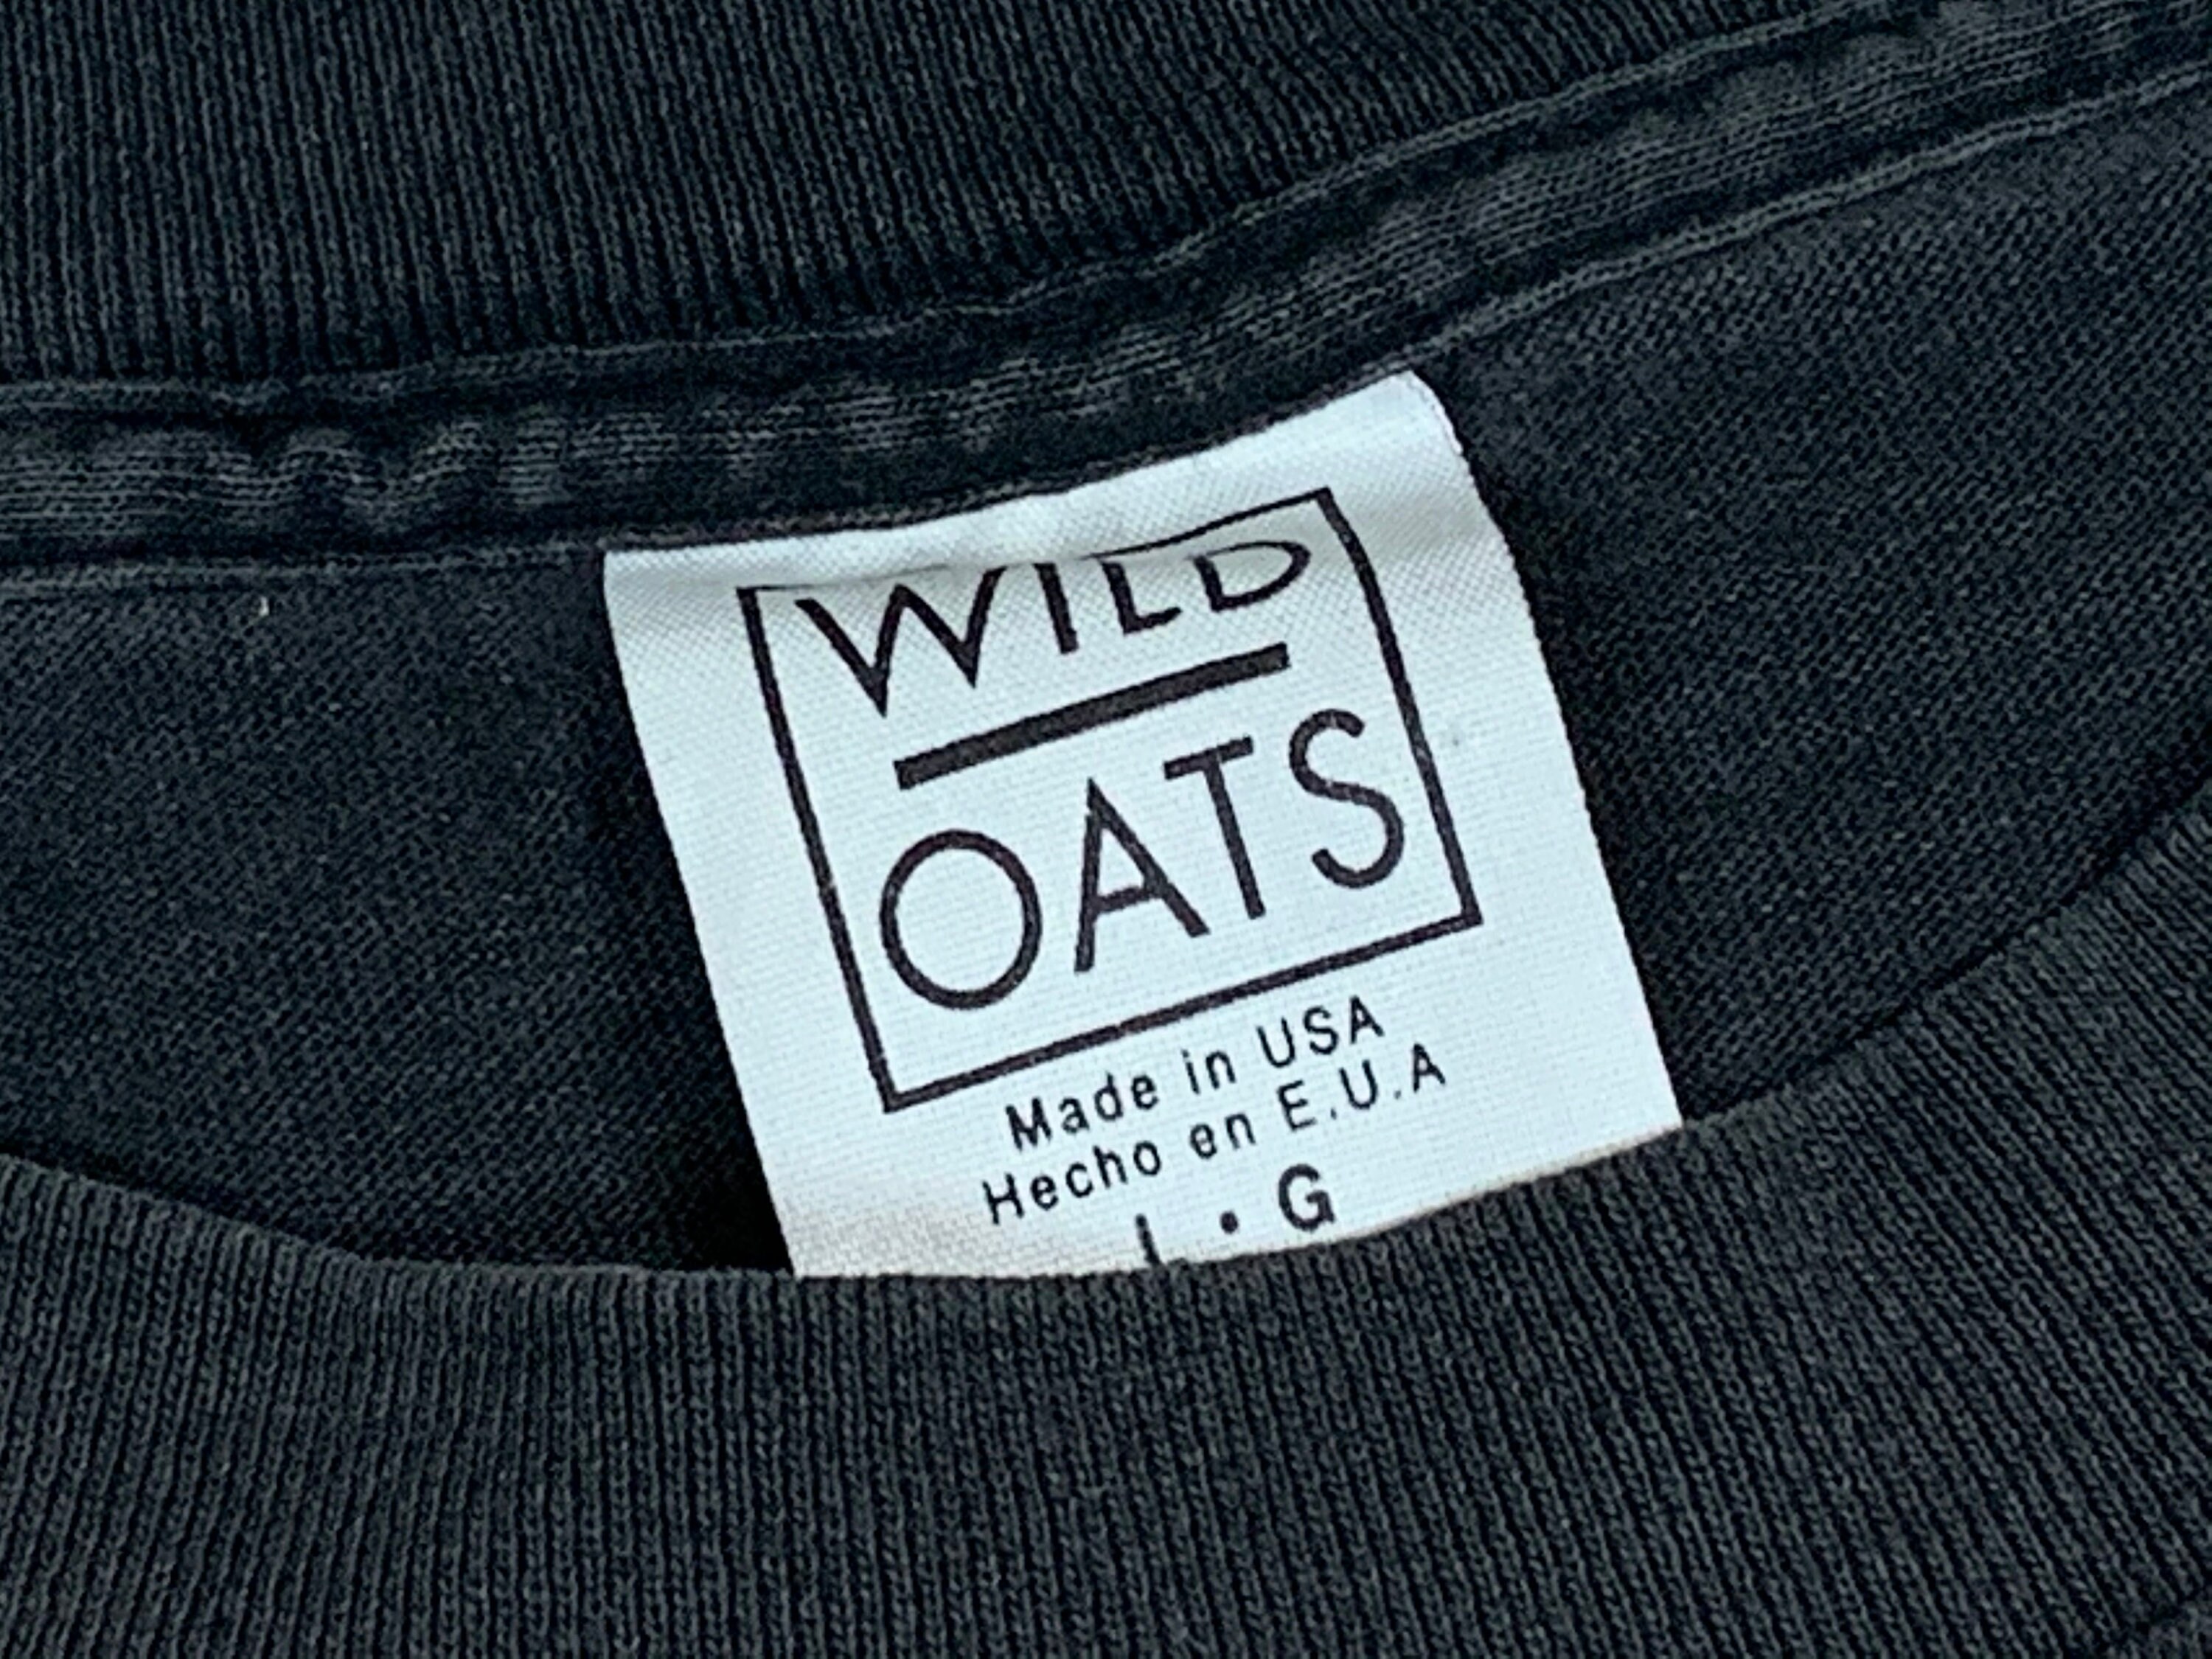 WILD
OATS
Made in USA
Hecho en E.U.A
L • G